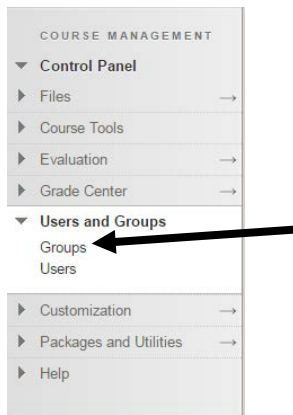 COURSE MANAGEMENT
Control Panel
Files
Course Tools
Evaluation
Grade Center
Users and Groups
Groups
Users
Customization
Packages and Utilities
Help